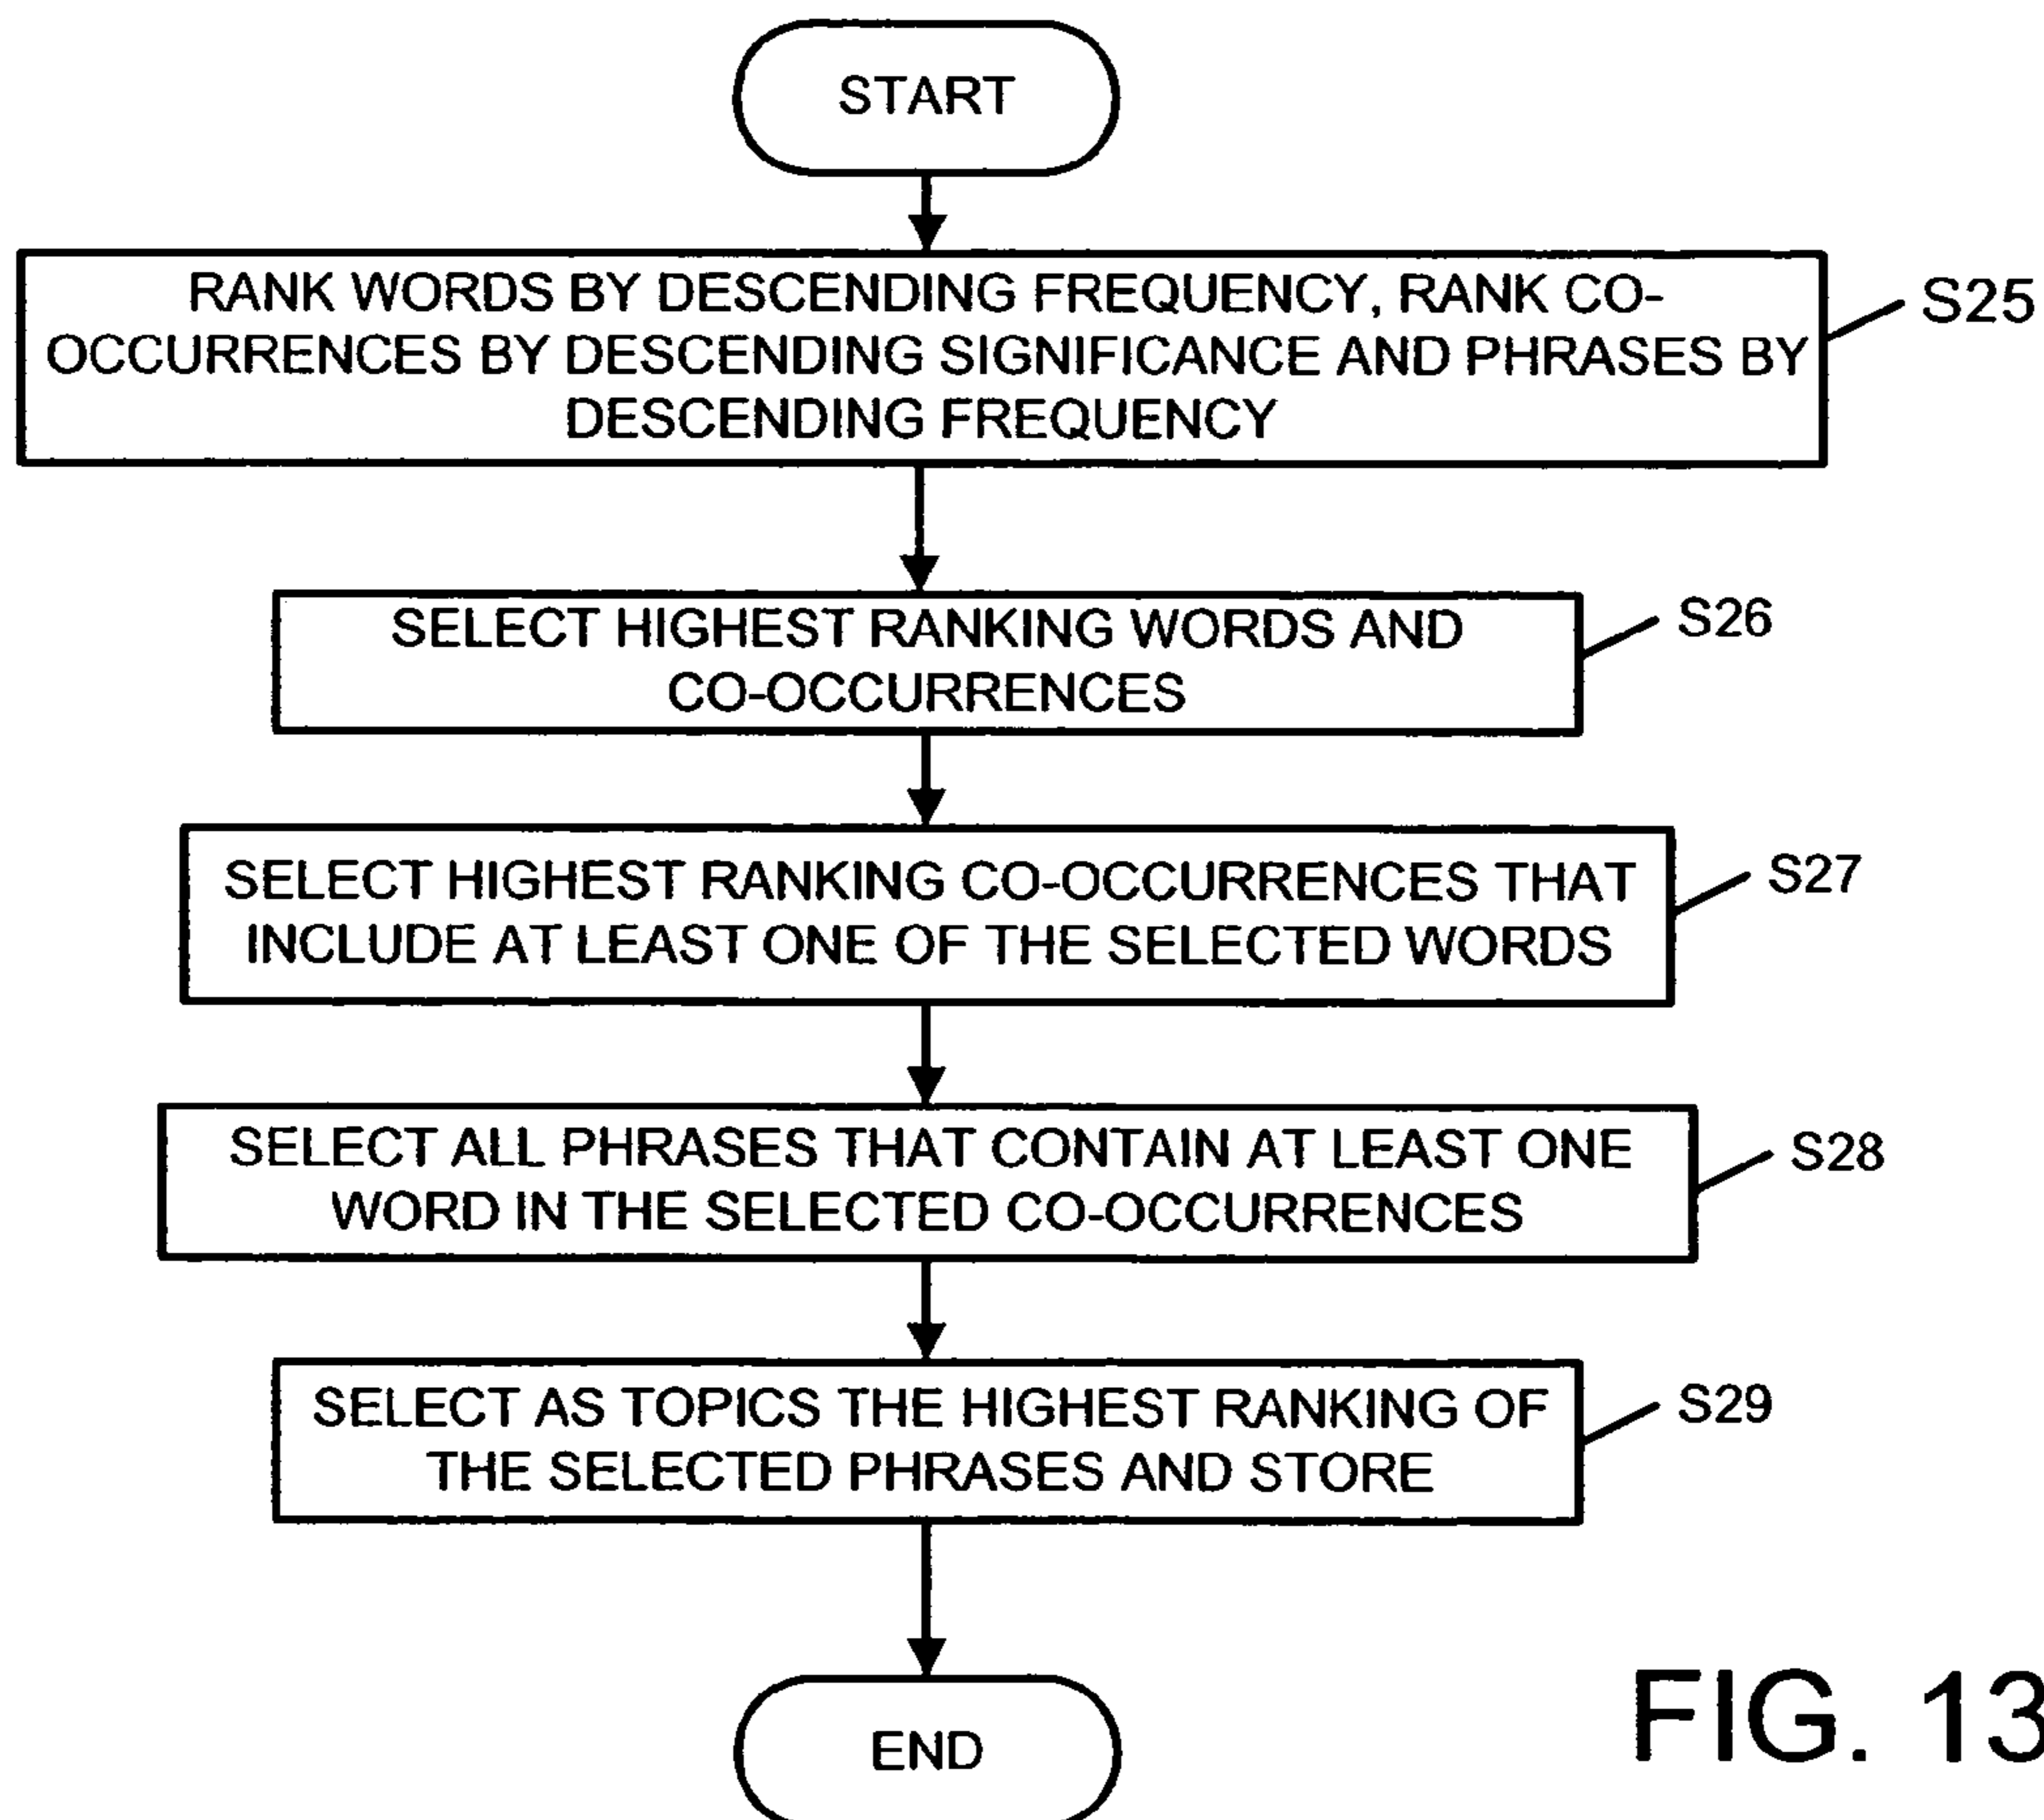 START
RANK WORDS BY DESCENDING FREQUENCY, RANK CO-
OCCURRENCES BY DESCENDING SIGNIFICANCE AND PHRASES BY
DESCENDING FREQUENCY
S25
SELECT HIGHEST RANKING WORDS AND
CO-OCCURRENCES
S26
SELECT HIGHEST RANKING CO-OCCURRENCES THAT
INCLUDE AT LEAST ONE OF THE SELECTED WORDS
S27
SELECT ALL PHRASES THAT CONTAIN AT LEAST ONE
WORD IN THE SELECTED CO-OCCURRENCES
S28
SELECT AS TOPICS THE HIGHEST RANKING OF
THE SELECTED PHRASES AND STORE
S29
END
FIG. 13